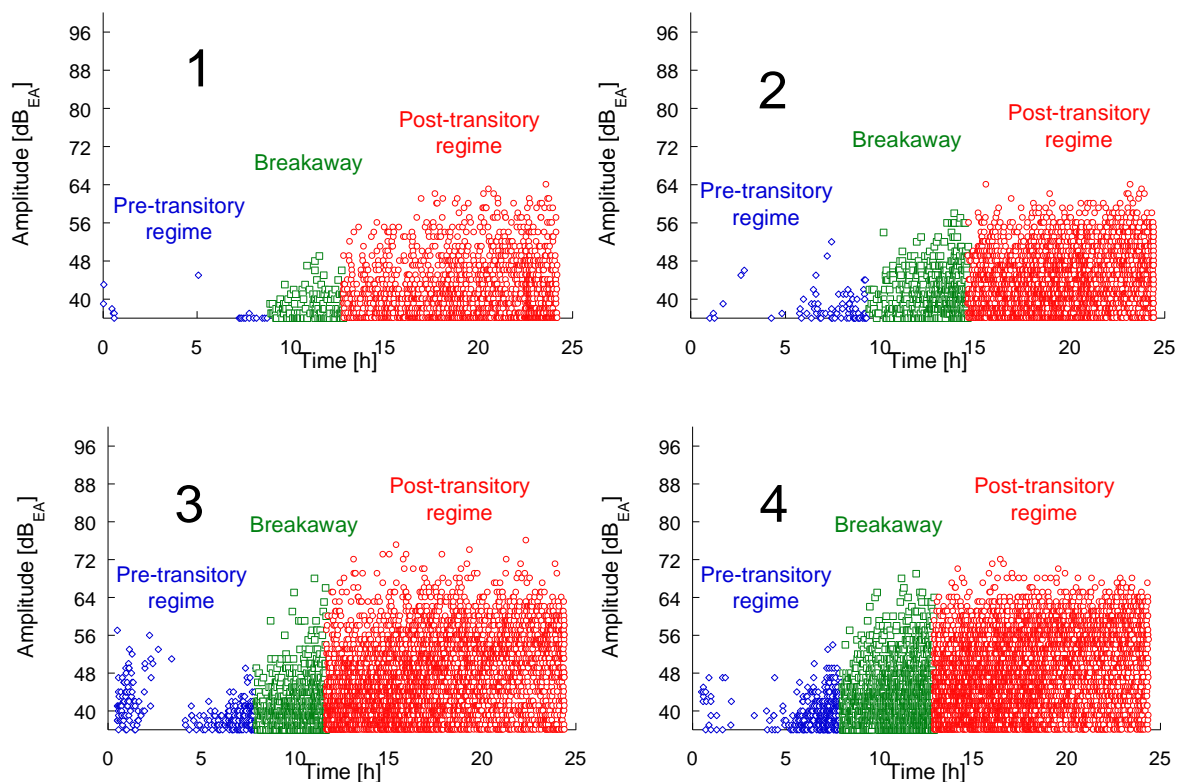 96
88
80
72
64
56
48
40
Amplitude [dB_EA]
1
Pre-transitory
regime
Breakaway
Post-transitory
regime
0 5 10 15 20 25
Time [h]
96
88
80
72
64
56
48
40
Amplitude [dB_EA]
2
Pre-transitory
regime
Breakaway
Post-transitory
regime
0 5 10 15 20 25
Time [h]
96
88
80
72
64
56
48
40
Amplitude [dB_EA]
3
Pre-transitory
regime
Breakaway
Post-transitory
regime
0 5 10 15 20 25
Time [h]
96
88
80
72
64
56
48
40
Amplitude [dB_EA]
4
Pre-transitory
regime
Breakaway
Post-transitory
regime
0 5 10 15 20 25
Time [h]